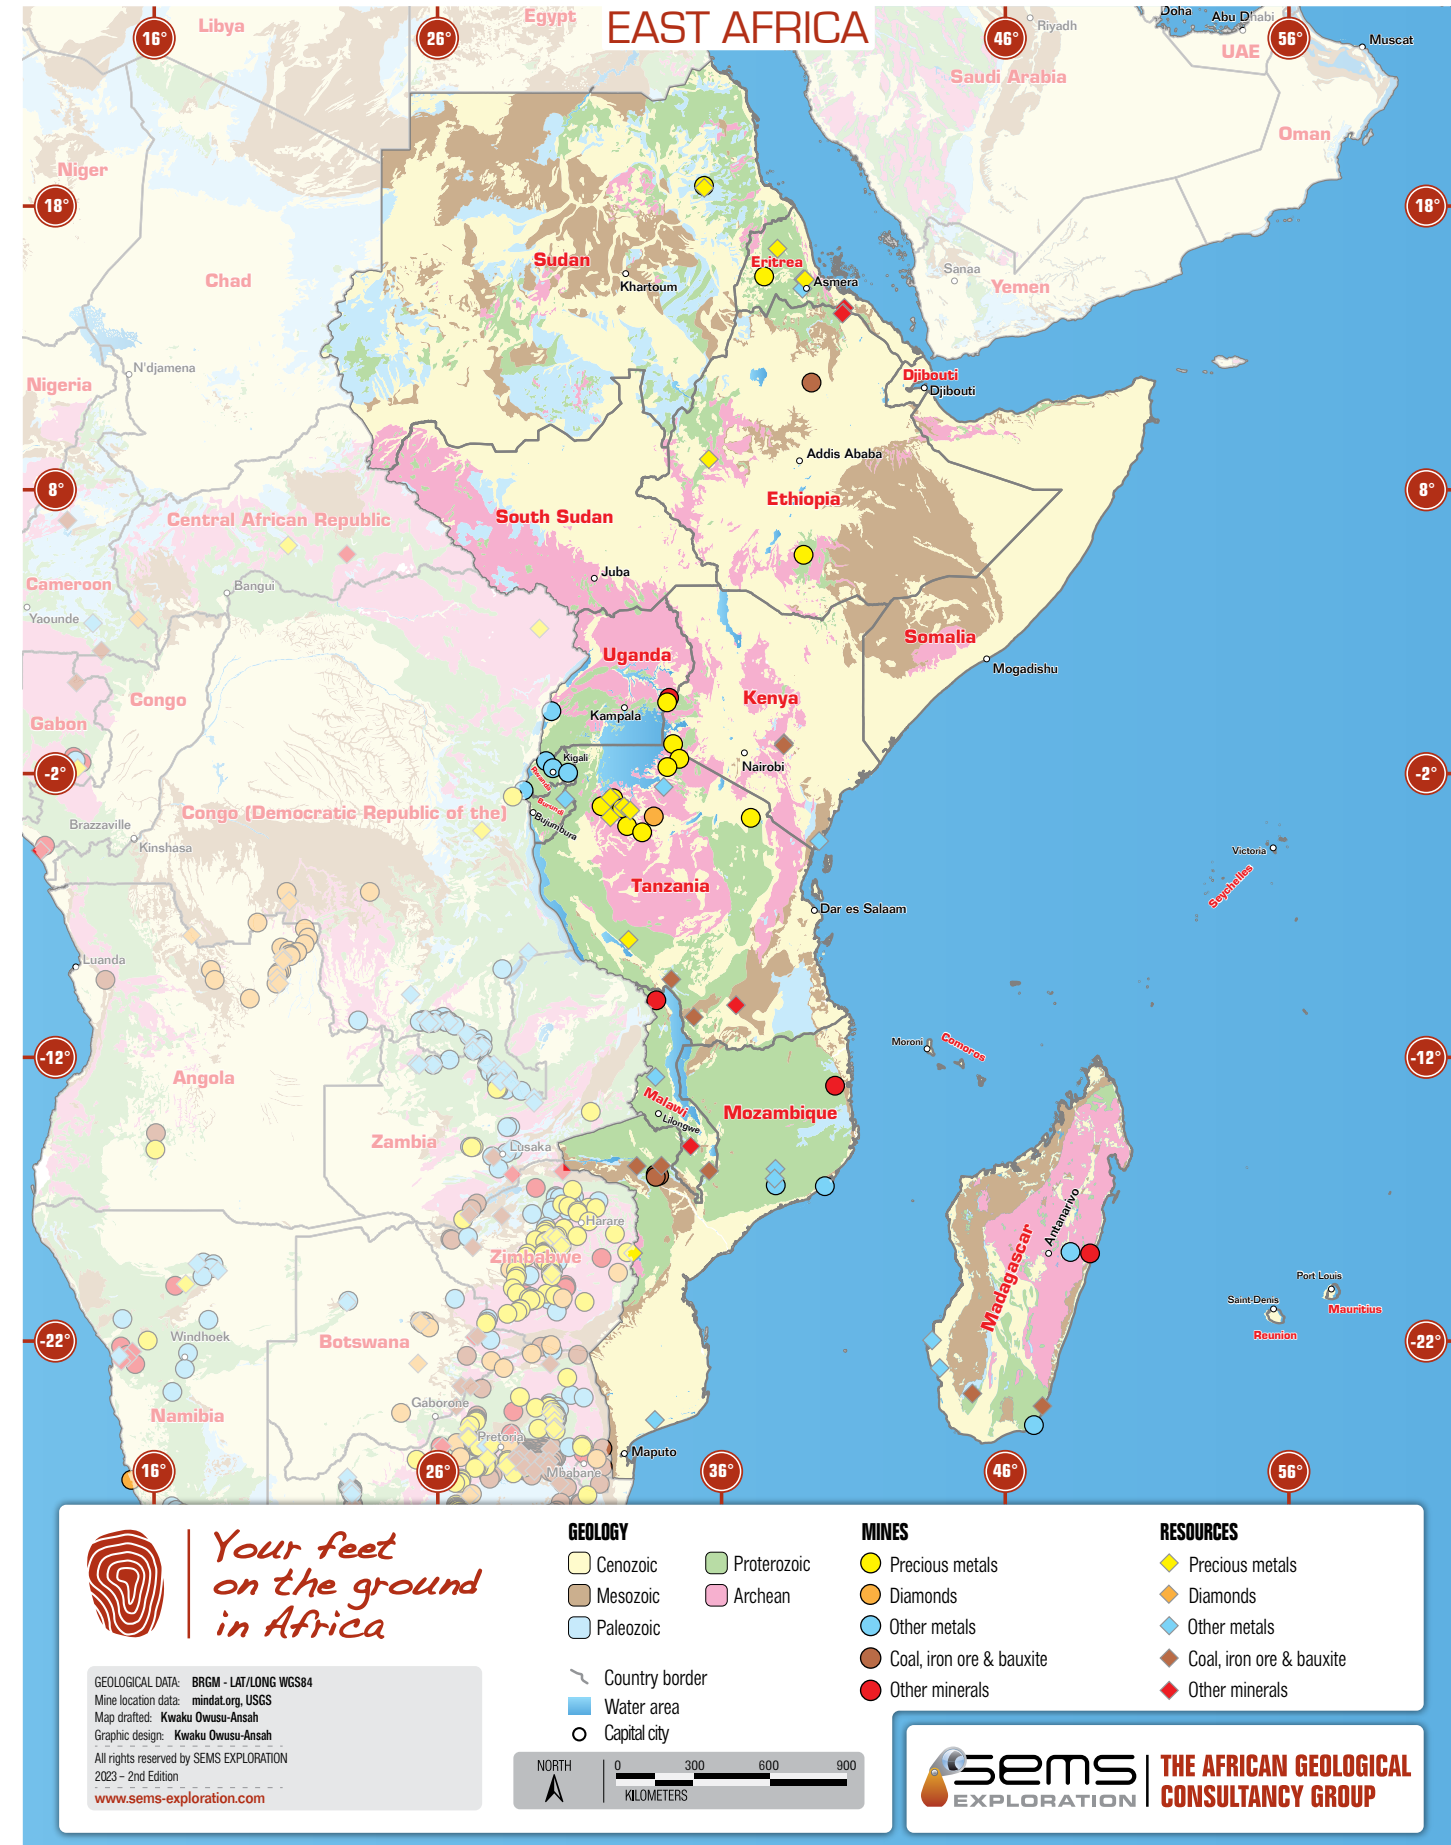 EAST AFRICA
16°
26°
46°
56°
Libya
Egypt
Riyadh
Doha
Abu Dhabi
Muscat
UAE
Saudi Arabia
Oman
Niger
18°
18°
Sudan
Eritrea
Chad
Khartoum
Asmera
Sanaa
Yemen
N'djamena
Nigeria
Djibouti
Djibouti
Addis Ababa
8°
Ethiopia
8°
Central African Republic
South Sudan
Juba
Cameroon
Bangui
Yaounde
Somalia
Uganda
Mogadishu
Congo
Kenya
Gabon
Kampala
Kigali
Nairobi
-2°
Rwanda
-2°
Burundi
Congo (Democratic Republic of the)
Brazzaville
Bujumbura
Kinshasa
Victoria
Seychelles
Tanzania
Dar es Salaam
Luanda
Moroni
Comoros
-12°
-12°
Angola
Malawi
Mozambique
Lilongwe
Zambia
Lusaka
Antanarivo
Harare
Zimbabwe
Madagascar
Port Louis
Saint-Denis
Mauritius
Reunion
Windhoek
-22°
Botswana
-22°
Gaborone
Namibia
Pretoria
Maputo
Mbabane
16°
26°
36°
46°
56°
Your feet
on the ground
in Africa
GEOLOGICAL DATA: BRGM - LAT/LONG WGS84
Mine location data: mindat.org, USGS
Map drafted: Kwaku Owusu-Ansah
Graphic design: Kwaku Owusu-Ansah
All rights reserved by SEMS EXPLORATION
2023 – 2nd Edition
www.sems-exploration.com
GEOLOGY
Cenozoic
Mesozoic
Paleozoic
Proterozoic
Archean
Country border
Water area
Capital city
NORTH
0 300 600 900
KILOMETERS
MINES
Precious metals
Diamonds
Other metals
Coal, iron ore & bauxite
Other minerals
RESOURCES
Precious metals
Diamonds
Other metals
Coal, iron ore & bauxite
Other minerals
sems
EXPLORATION
THE AFRICAN GEOLOGICAL
CONSULTANCY GROUP